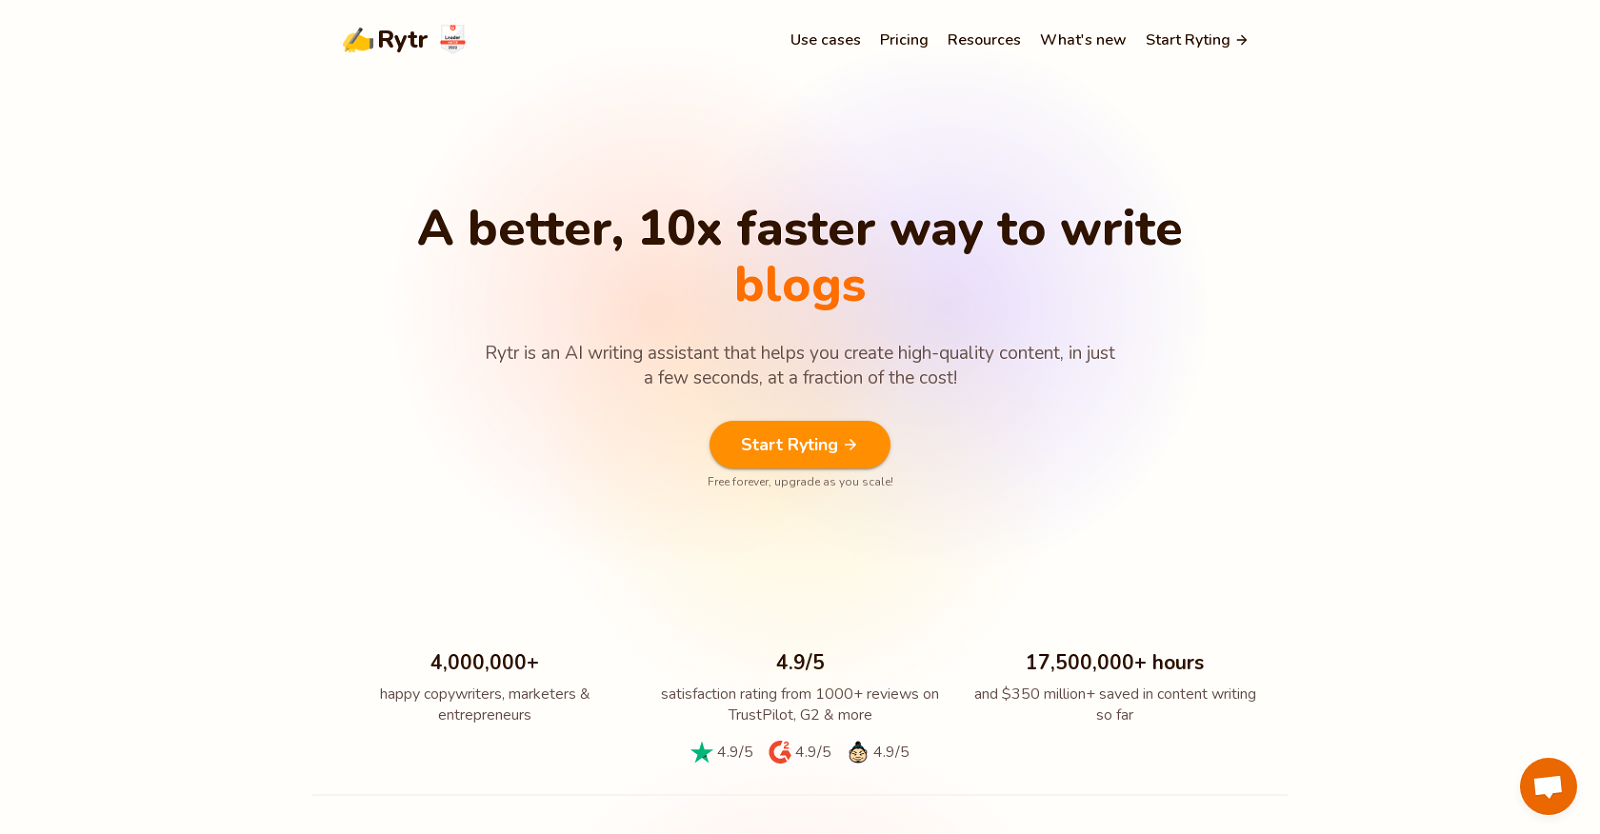 Rytr
Leader
Use cases
Pricing
Resources
What's new
Start Ryting →
A better, 10x faster way to write
blogs
Rytr is an AI writing assistant that helps you create high-quality content, in just
a few seconds, at a fraction of the cost!
Start Ryting →
Free forever, upgrade as you scale!
4,000,000+
happy copywriters, marketers &
entrepreneurs
4.9/5
satisfaction rating from 1000+ reviews on
TrustPilot, G2 & more
4.9/5
4.9/5
4.9/5
17,500,000+ hours
and $350 million+ saved in content writing
so far